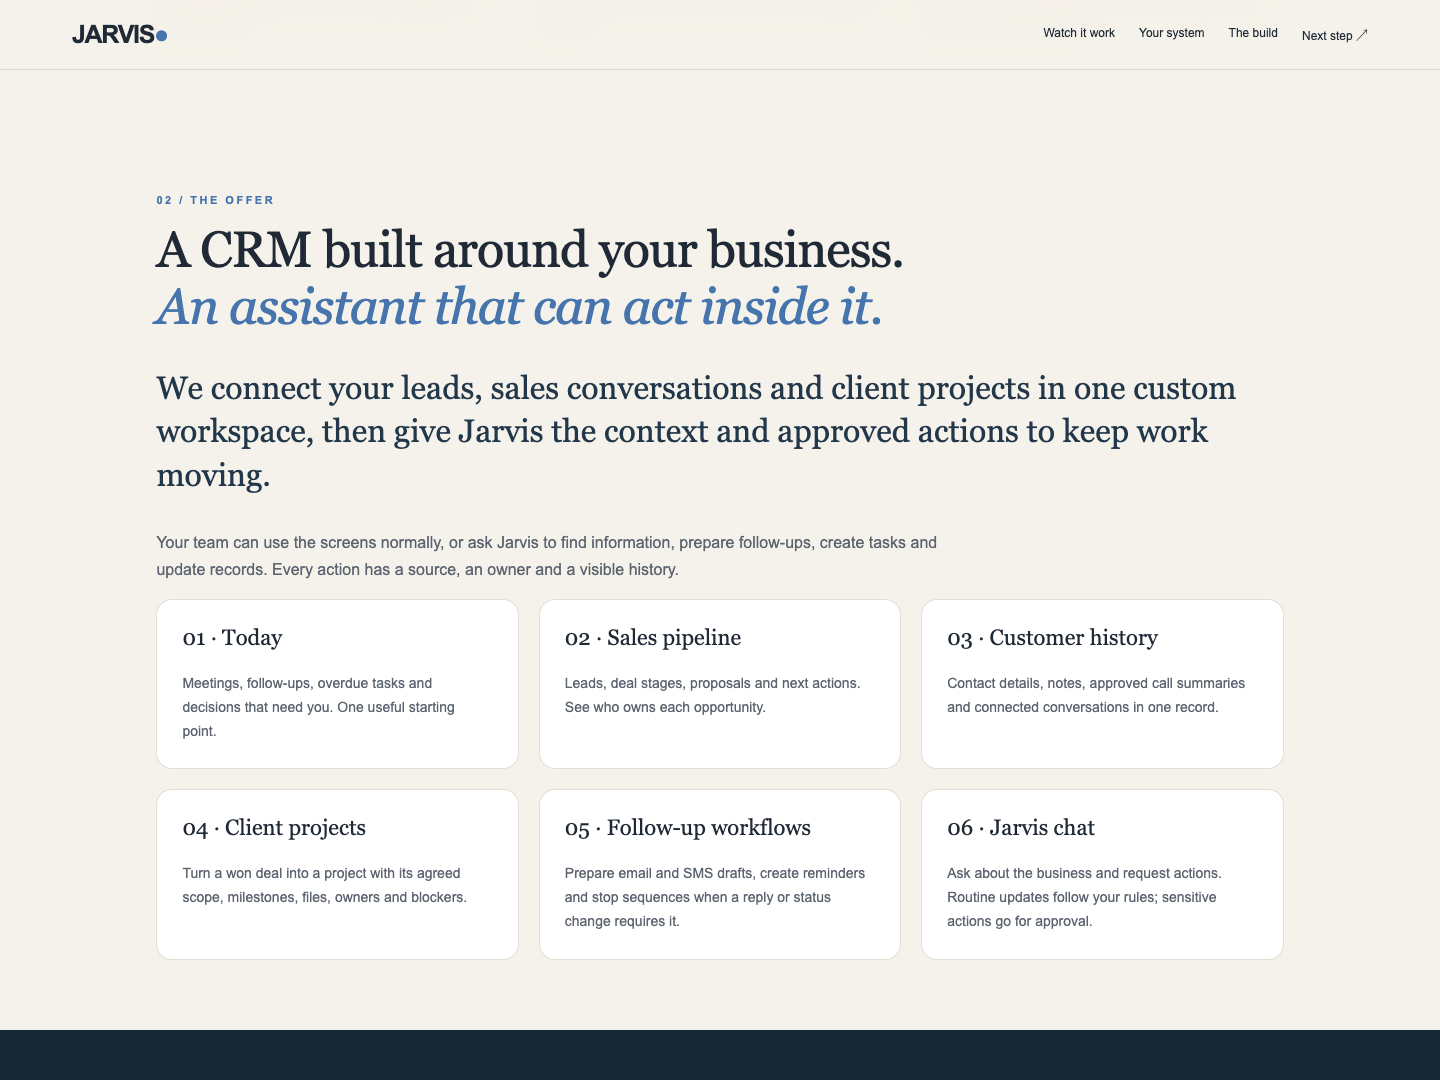 JARVIS
Watch it work
Your system
The build
Next step ↗
02 / THE OFFER
A CRM built around your business.
An assistant that can act inside it.
We connect your leads, sales conversations and client projects in one custom
workspace, then give Jarvis the context and approved actions to keep work
moving.
Your team can use the screens normally, or ask Jarvis to find information, prepare follow-ups, create tasks and
update records. Every action has a source, an owner and a visible history.
01 · Today
Meetings, follow-ups, overdue tasks and
decisions that need you. One useful starting
point.
02 · Sales pipeline
Leads, deal stages, proposals and next actions.
See who owns each opportunity.
03 · Customer history
Contact details, notes, approved call summaries
and connected conversations in one record.
04 · Client projects
Turn a won deal into a project with its agreed
scope, milestones, files, owners and blockers.
05 · Follow-up workflows
Prepare email and SMS drafts, create reminders
and stop sequences when a reply or status
change requires it.
06 · Jarvis chat
Ask about the business and request actions.
Routine updates follow your rules; sensitive
actions go for approval.